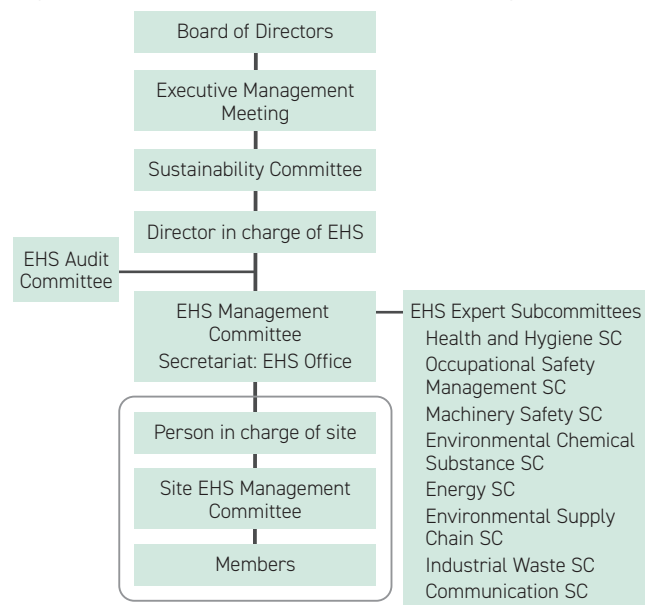 Board of Directors
Executive Management
Meeting
Sustainability Committee
Director in charge of EHS
EHS Audit
Committee
EHS Management
Committee
Secretariat: EHS Office
EHS Expert Subcommittees
Health and Hygiene SC
Occupational Safety
Management SC
Machinery Safety SC
Environmental Chemical
Substance SC
Energy SC
Environmental Supply
Chain SC
Industrial Waste SC
Communication SC
Person in charge of site
Site EHS Management
Committee
Members